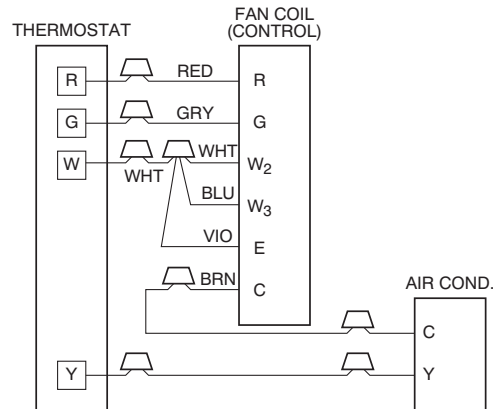 THERMOSTAT
FAN COIL
(CONTROL)
R
RED
R
G
GRY
G
W
WHT
WHT
W2
BLU
W3
VIO
E
BRN
C
AIR COND.
C
Y
Y